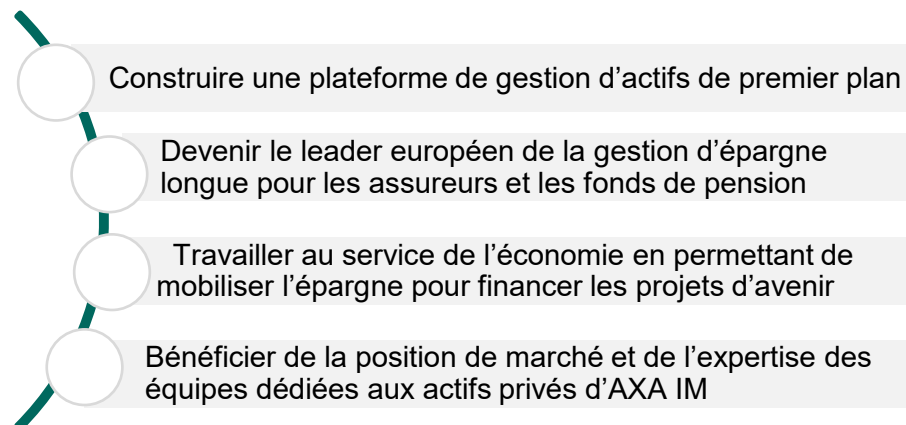 Construire une plateforme de gestion d’actifs de premier plan
Devenir le leader européen de la gestion d’épargne
longue pour les assureurs et les fonds de pension
Travailler au service de l’économie en permettant de
mobiliser l’épargne pour financer les projets d’avenir
Bénéficier de la position de marché et de l’expertise des
équipes dédiées aux actifs privés d’AXA IM